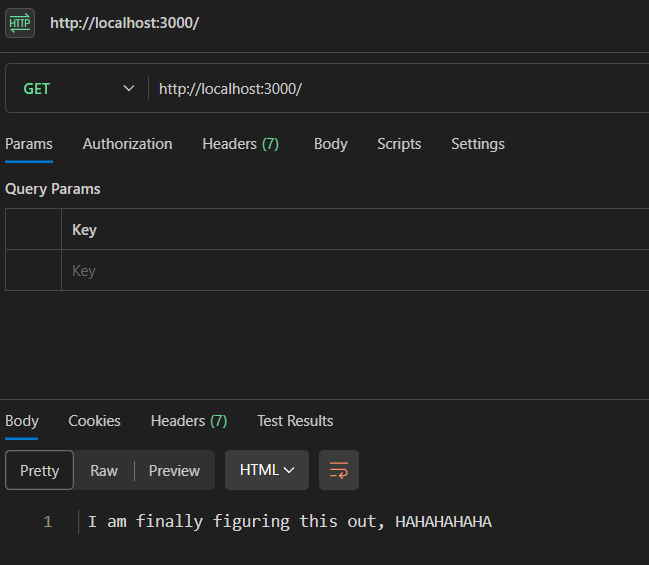 HTTP http://localhost:3000/
GET http://localhost:3000/
Params Authorization Headers (7) Body Scripts Settings
Query Params
Key
Key
Body Cookies Headers (7) Test Results
Pretty Raw Preview HTML
1 I am finally figuring this out, HAHAHAHAHA